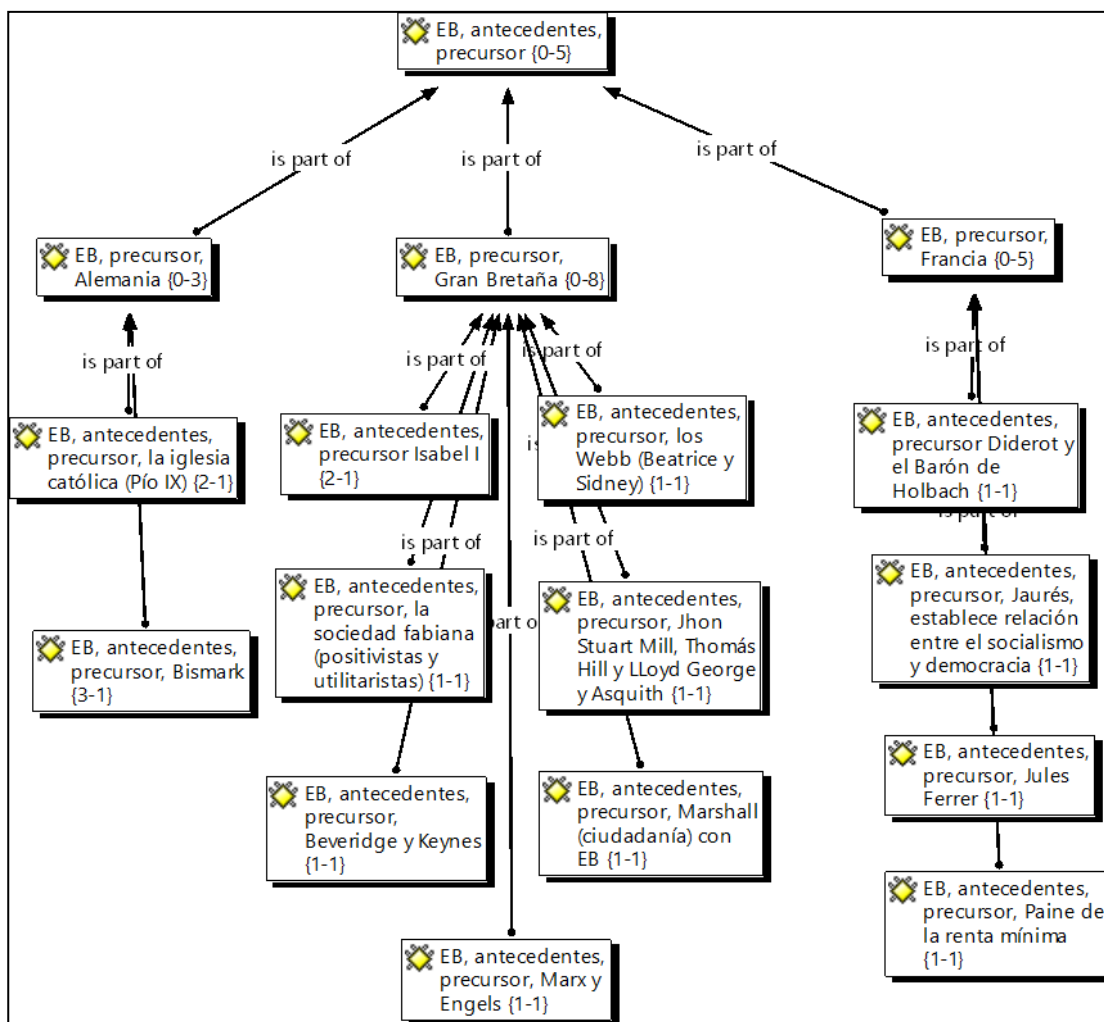 EB, antecedentes,
precursor {0-5}
is part of
is part of
is part of
EB, precursor,
Alemania {0-3}
EB, precursor,
Gran Bretaña {0-8}
EB, precursor,
Francia {0-5}
is part of
is part of
is part of
is part of
EB, antecedentes,
precursor, la iglesia
católica (Pío IX) {2-1}
EB, antecedentes,
precursor Isabel I
{2-1}
EB, antecedentes,
precursor, los
Webb (Beatrice y
Sidney) {1-1}
EB, antecedentes,
precursor Diderot y
el Barón de
Holbach {1-1}
is part of
is part of
is part of
EB, antecedentes,
precursor, Bismark
{3-1}
EB, antecedentes,
precursor, la
sociedad fabiana
(positivistas y
utilitaristas) {1-1}
part o
EB, antecedentes,
precursor, Jhon
Stuart Mill, Thomás
Hill y LLoyd George
y Asquith {1-1}
EB, antecedentes,
precursor, Jaurés,
establece relación
entre el socialismo
y democracia {1-1}
EB, antecedentes,
precursor,
Beveridge y Keynes
{1-1}
EB, antecedentes,
precursor, Marshall
(ciudadanía) con
EB {1-1}
EB, antecedentes,
precursor, Jules
Ferrer {1-1}
EB, antecedentes,
precursor, Marx y
Engels {1-1}
EB, antecedentes,
precursor, Paine de
la renta mínima
{1-1}